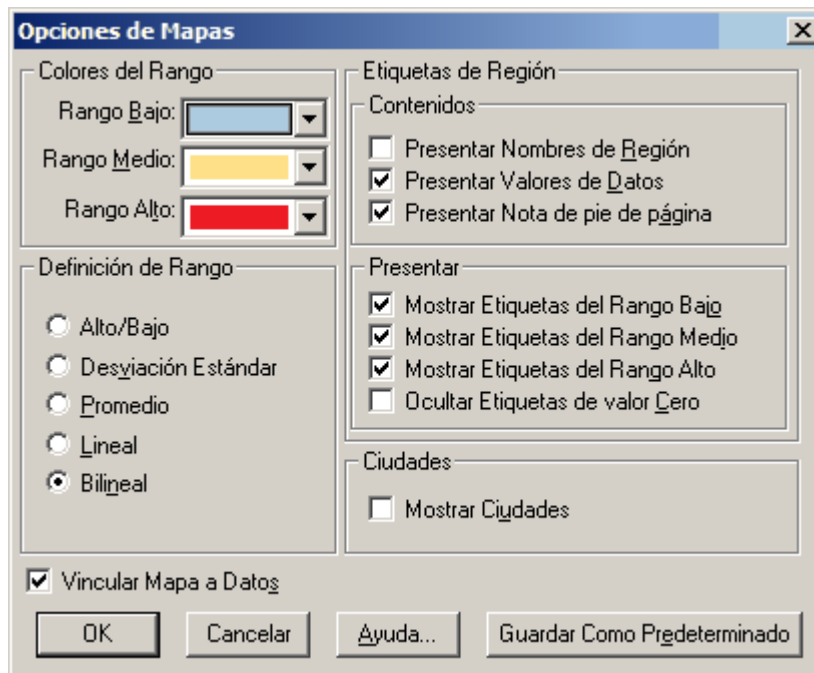 Opciones de Mapas
Colores del Rango
Rango Bajo:
Rango Medio:
Rango Alto:
Definición de Rango
Alto/Bajo
Desviación Estándar
Promedio
Lineal
Bilineal
Etiquetas de Región
Contenidos
Presentar Nombres de Región
Presentar Valores de Datos
Presentar Nota de pie de página
Presentar
Mostrar Etiquetas del Rango Bajo
Mostrar Etiquetas del Rango Medio
Mostrar Etiquetas del Rango Alto
Ocultar Etiquetas de valor Cero
Ciudades
Mostrar Ciudades
Vincular Mapa a Datos
OK
Cancelar
Ayuda...
Guardar Como Predeterminado